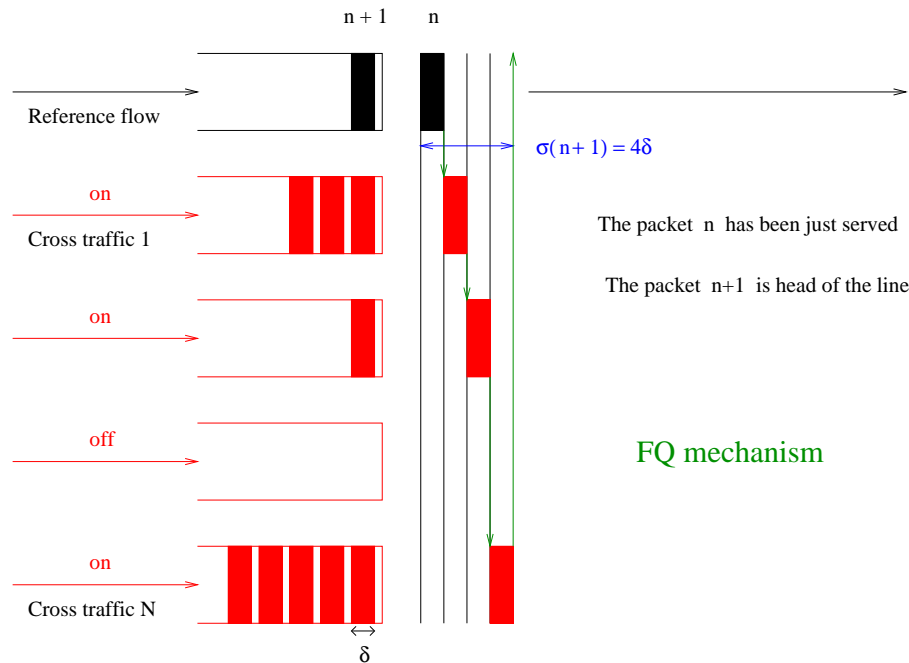 n + 1 n
Reference flow
σ(n+1) = 4δ
on
Cross traffic 1
The packet n has been just served
The packet n+1 is head of the line
on
off
FQ mechanism
on
Cross traffic N
δ